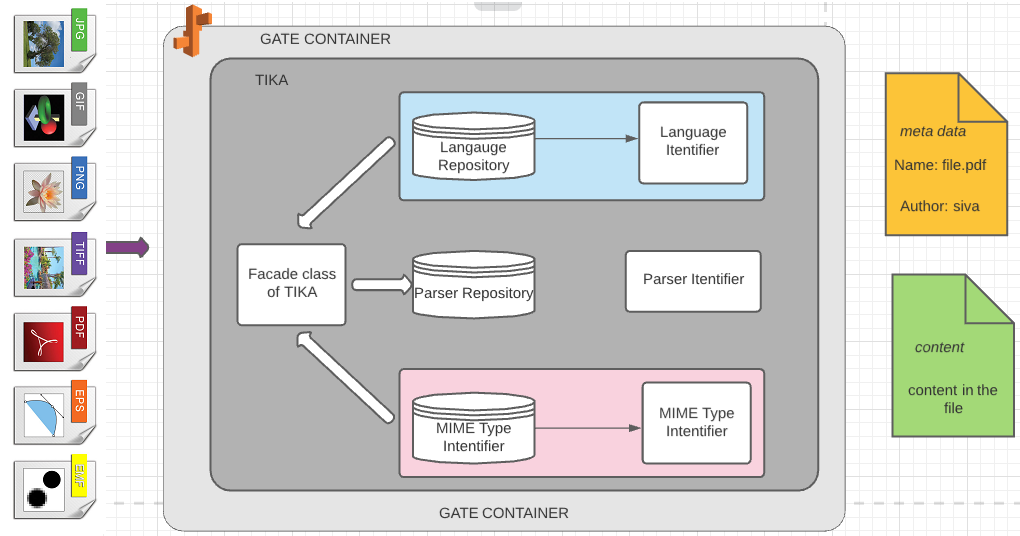 JPG
GIF
PNG
TIFF
PDF
EPS
EMF
GATE CONTAINER
TIKA
Langauge
Repository
Language
Itentifier
Facade class
of TIKA
Parser Repository
Parser Itentifier
MIME Type
Intentifier
MIME Type
Intentifier
GATE CONTAINER
meta data
Name: file.pdf
Author: siva
content
content in the
file